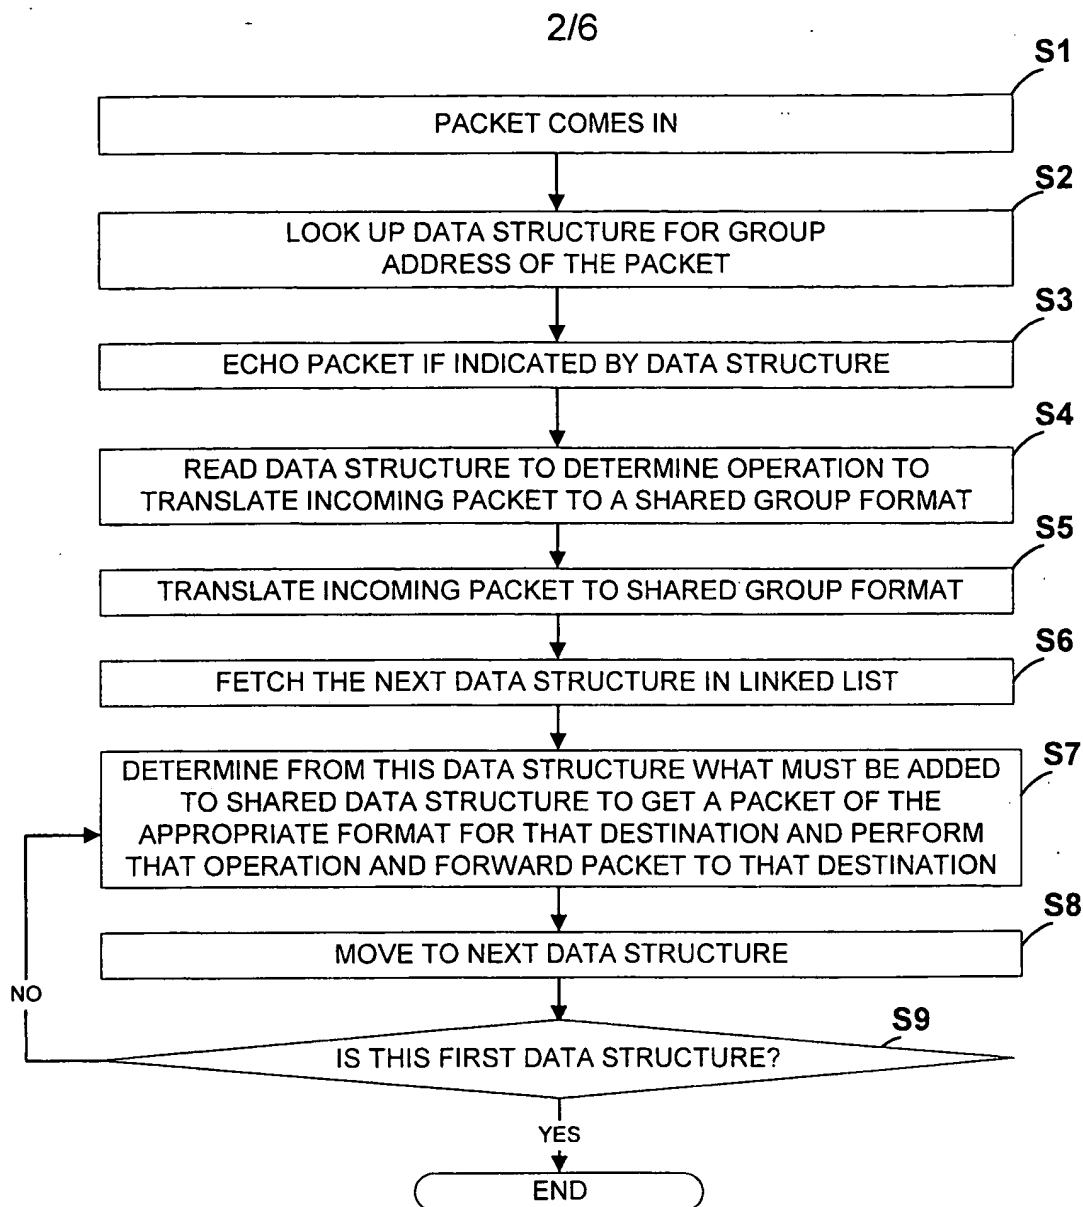 2/6
S1
PACKET COMES IN
S2
LOOK UP DATA STRUCTURE FOR GROUP
ADDRESS OF THE PACKET
S3
ECHO PACKET IF INDICATED BY DATA STRUCTURE
S4
READ DATA STRUCTURE TO DETERMINE OPERATION TO
TRANSLATE INCOMING PACKET TO A SHARED GROUP FORMAT
S5
TRANSLATE INCOMING PACKET TO SHARED GROUP FORMAT
S6
FETCH THE NEXT DATA STRUCTURE IN LINKED LIST
S7
DETERMINE FROM THIS DATA STRUCTURE WHAT MUST BE ADDED
TO SHARED DATA STRUCTURE TO GET A PACKET OF THE
APPROPRIATE FORMAT FOR THAT DESTINATION AND PERFORM
THAT OPERATION AND FORWARD PACKET TO THAT DESTINATION
S8
MOVE TO NEXT DATA STRUCTURE
NO
S9
IS THIS FIRST DATA STRUCTURE?
YES
END